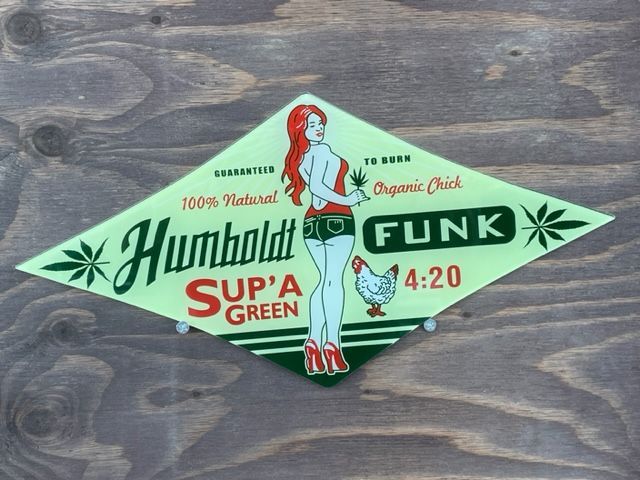 GUARANTEED TO BURN
100% Natural Organic Chick
Humboldt FUNK
SUP'A 4:20
GREEN